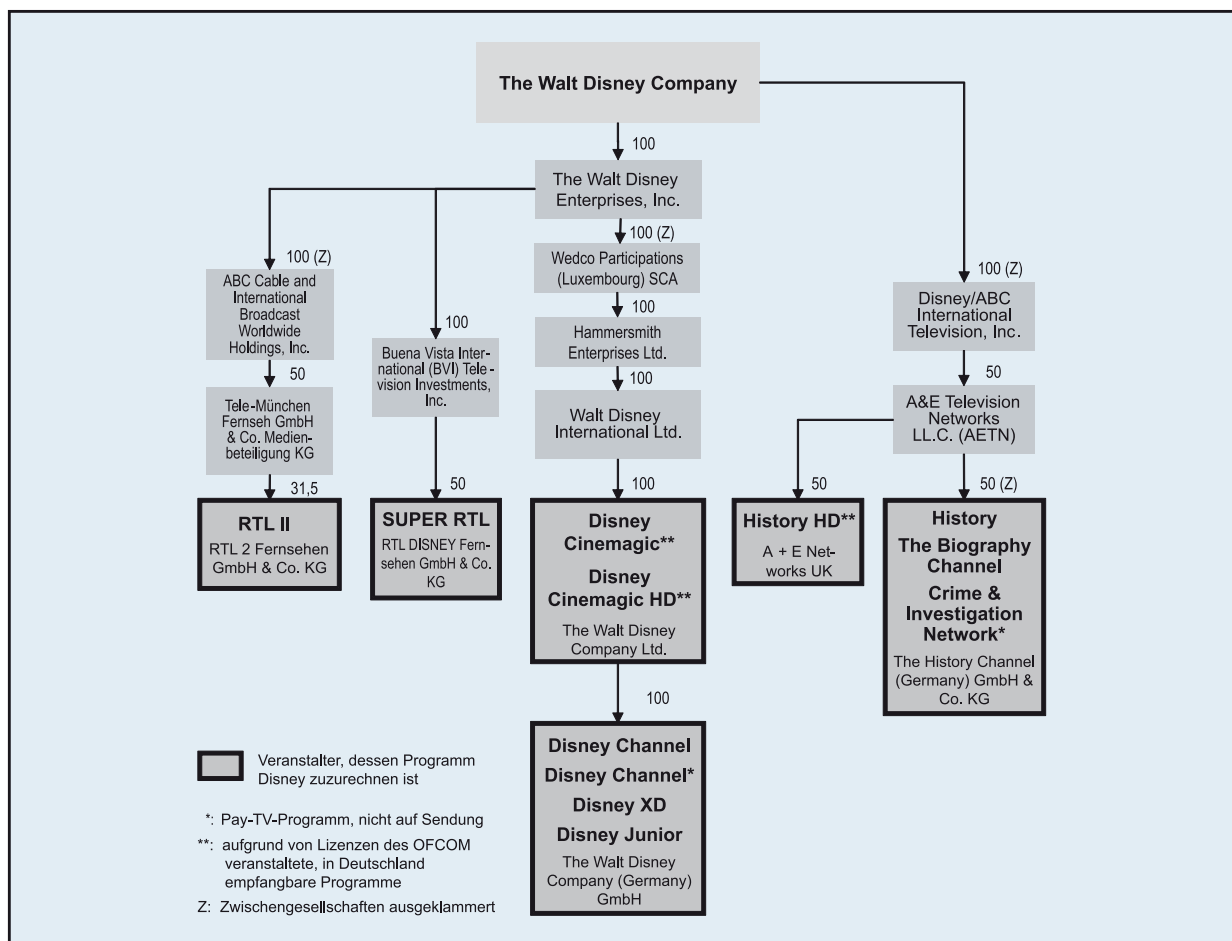 The Walt Disney Company
100
The Walt Disney
Enterprises, Inc.
100 (Z)
ABC Cable and
International
Broadcast
Worldwide
Holdings, Inc.
50
Tele-München
Fernseh GmbH
& Co. Medien-
beteiligung KG
31,5
RTL II
RTL 2 Fernsehen
GmbH & Co. KG
100
Buena Vista Inter-
national (BVI) Tele-
vision Investments,
Inc.
50
SUPER RTL
RTL DISNEY Fern-
sehen GmbH & Co.
KG
100 (Z)
Wedco Participations
(Luxembourg) SCA
100
Hammersmith
Enterprises Ltd.
100
Walt Disney
International Ltd.
100
Disney
Cinemagic**
Disney
Cinemagic HD**
The Walt Disney
Company Ltd.
100
Disney Channel
Disney Channel*
Disney XD
Disney Junior
The Walt Disney
Company (Germany)
GmbH
100 (Z)
Disney/ABC
International
Television, Inc.
50
A&E Television
Networks
LL.C. (AETN)
50
History HD**
A + E Net-
works UK
50 (Z)
History
The Biography
Channel
Crime &
Investigation
Network*
The History Channel
(Germany) GmbH &
Co. KG
Veranstalter, dessen Programm
Disney zuzurechnen ist
*: Pay-TV-Programm, nicht auf Sendung
**: aufgrund von Lizenzen des OFCOM
veranstaltete, in Deutschland
empfangbare Programme
Z: Zwischengesellschaften ausgeklammert